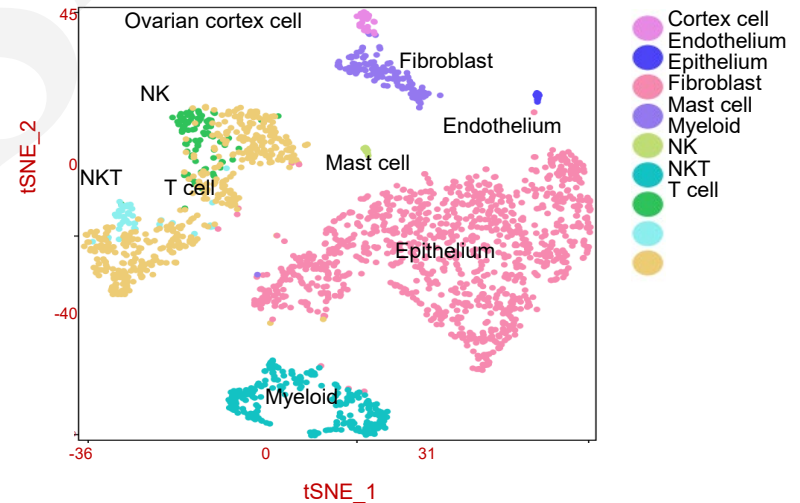 45
Ovarian cortex cell
Fibroblast
NK
Endothelium
tSNE_2
0
Mast cell
NKT
T cell
Epithelium
-40
Myeloid
-36
0
31
tSNE_1
Cortex cell
Endothelium
Epithelium
Fibroblast
Mast cell
Myeloid
NK
NKT
T cell